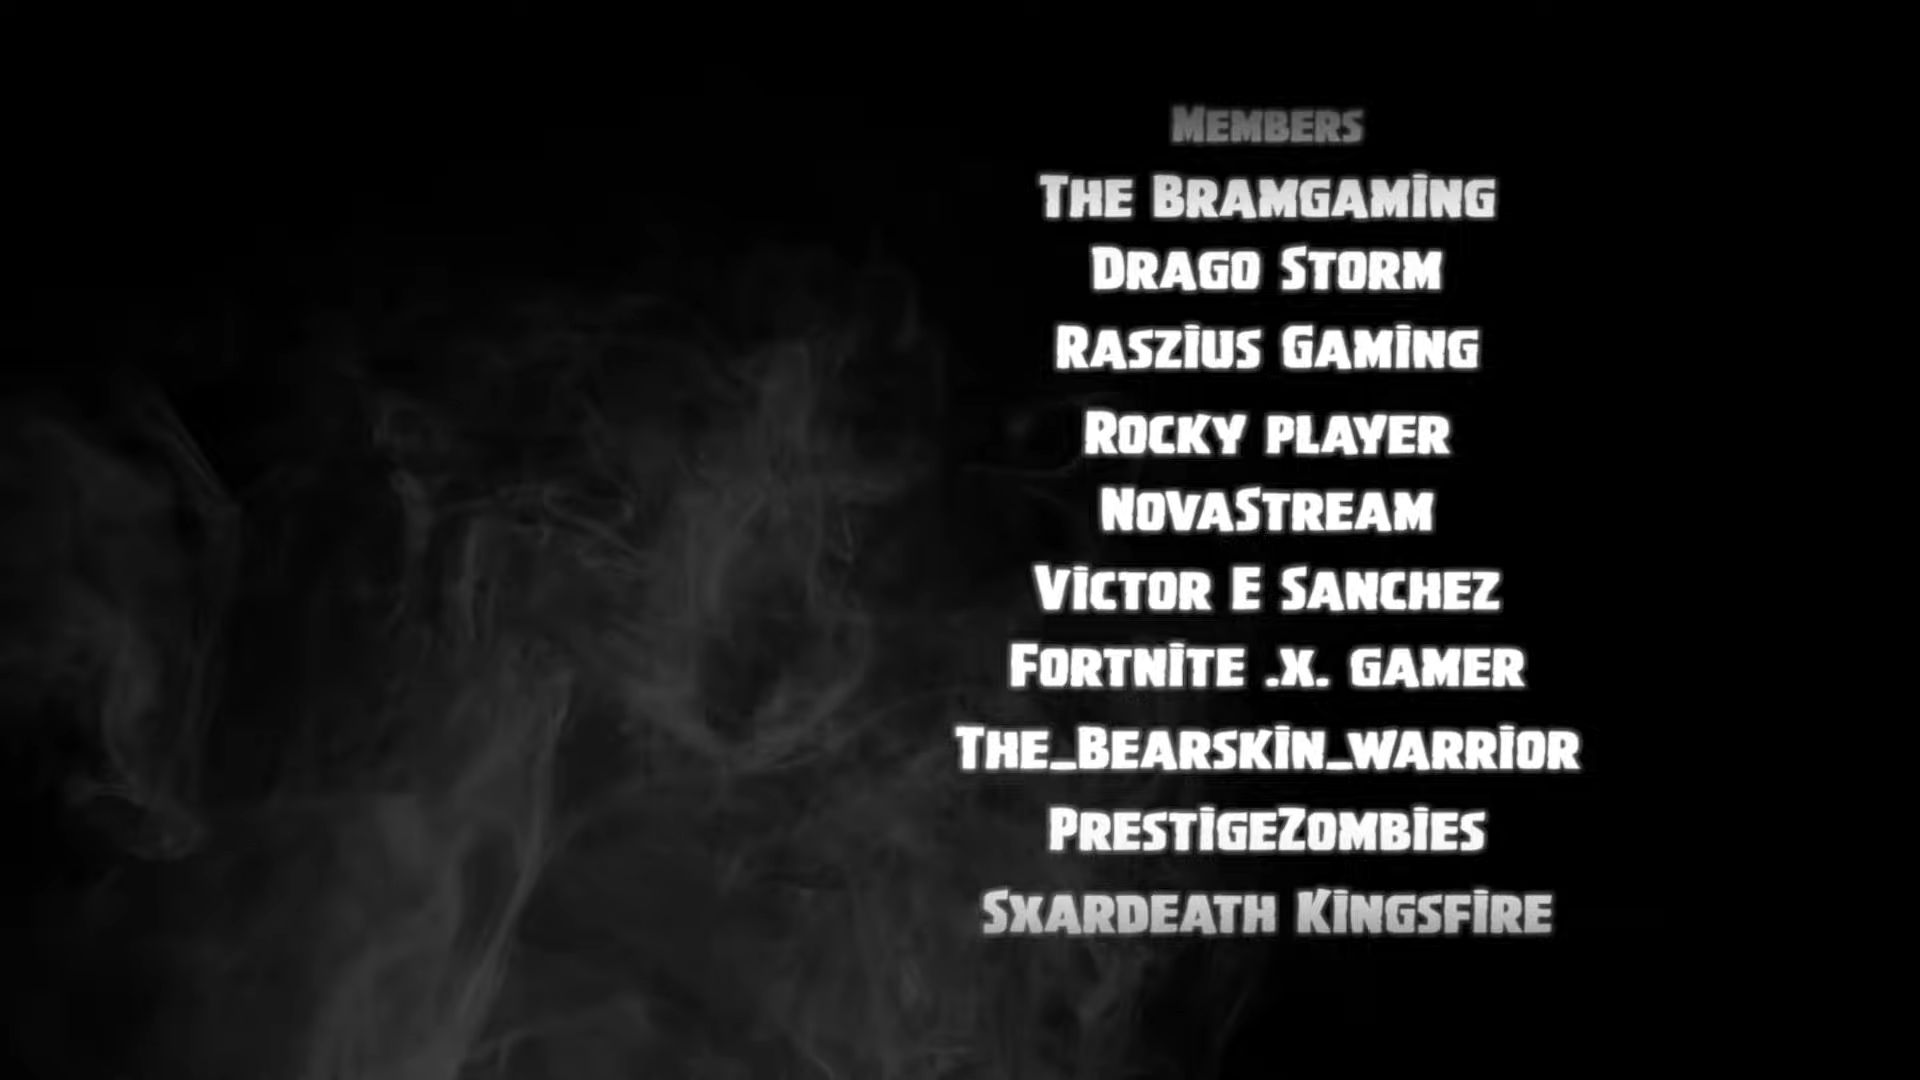 Members
The Bramgaming
Drago Storm
Raszius Gaming
Rocky player
NovaStream
Victor E Sanchez
Fortnite .x. gamer
The_Bearskin_warrior
PrestigeZombies
Sxardeath Kingsfire